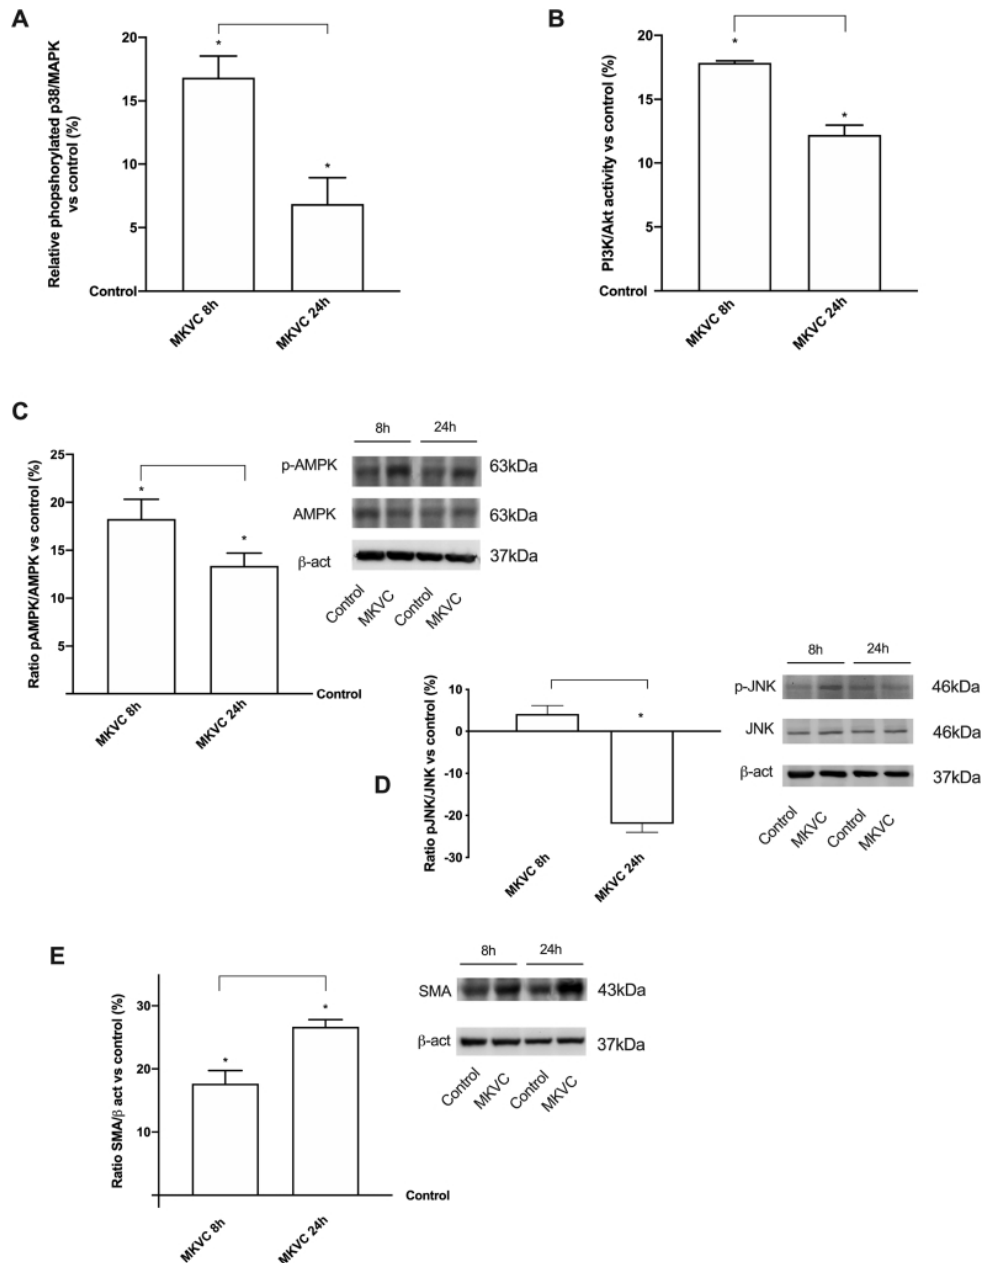 A
Relative phopshorylated p38/MAPK
vs control (%)
20
*
15
10
*
5
Control
MKVC 8h
MKVC 24h
B
PI3K/Akt activity vs control (%)
20
*
15
*
10
5
Control
MKVC 8h
MKVC 24h
C
Ratio pAMPK/AMPK vs control (%)
25
20
*
15
*
10
5
Control
MKVC 8h
MKVC 24h
8h
24h
p-AMPK
63kDa
AMPK
63kDa
β-act
37kDa
Control
MKVC
Control
MKVC
D
Ratio pJNK/JNK vs control (%)
10
*
0
-10
-20
-30
MKVC 8h
MKVC 24h
8h
24h
p-JNK
46kDa
JNK
46kDa
β-act
37kDa
Control
MKVC
Control
MKVC
E
Ratio SMA/β act vs control (%)
30
*
20
*
10
Control
MKVC 8h
MKVC 24h
8h
24h
SMA
43kDa
β-act
37kDa
Control
MKVC
Control
MKVC